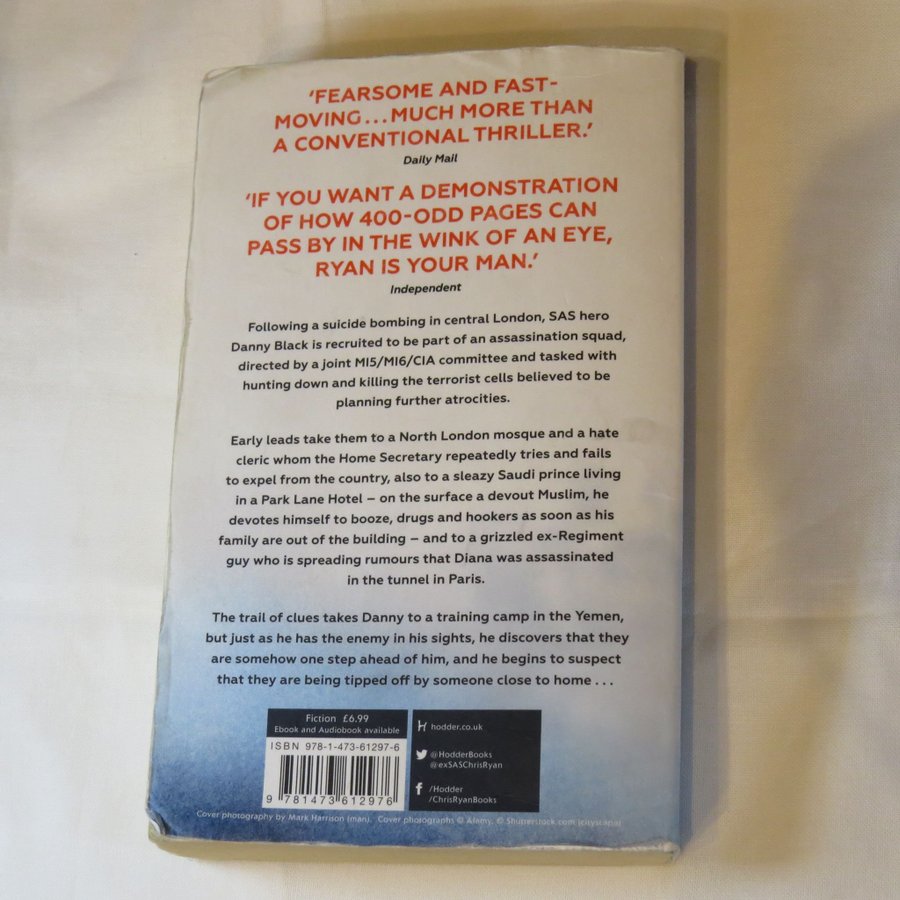 ‘FEARSOME AND FAST-
MOVING...MUCH MORE THAN
A CONVENTIONAL THRILLER.’
Daily Mail
‘IF YOU WANT A DEMONSTRATION
OF HOW 400-ODD PAGES CAN
PASS BY IN THE WINK OF AN EYE,
RYAN IS YOUR MAN.’
Independent
Following a suicide bombing in central London, SAS hero
Danny Black is recruited to be part of an assassination squad,
directed by a joint MI5/MI6/CIA committee and tasked with
hunting down and killing the terrorist cells believed to be
planning further atrocities.
Early leads take them to a North London mosque and a hate
cleric whom the Home Secretary repeatedly tries and fails
to expel from the country, also to a sleazy Saudi prince living
in a Park Lane Hotel – on the surface a devout Muslim, he
devotes himself to booze, drugs and hookers as soon as his
family are out of the building – and to a grizzled ex-Regiment
guy who is spreading rumours that Diana was assassinated
in the tunnel in Paris.
The trail of clues takes Danny to a training camp in the Yemen,
but just as he has the enemy in his sights, he discovers that they
are somehow one step ahead of him, and he begins to suspect
that they are being tipped off by someone close to home . . .
Fiction £6.99
Ebook and Audiobook available
ISBN 978-1-473-61297-6
9 781473 612976
hodder.co.uk
@HodderBooks
@exSASChrisRyan
/Hodder
/ChrisRyanBooks
Cover photography by Mark Harrison (man). Cover photographs © Alamy, © Shutterstock.com (cityscape)